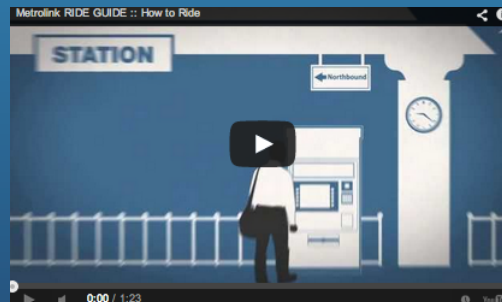 Metrolink RIDE GUIDE :: How to Ride
STATION
Northbound
0:00 / 1:23